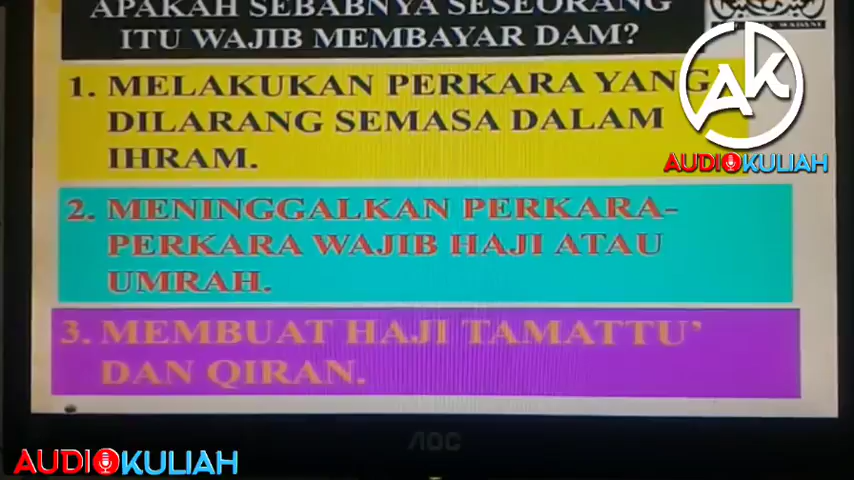 APAKAH SEBABNYA SESEORANG
ITU WAJIB MEMBAYAR DAM?
1. MELAKUKAN PERKARA YANG
DILARANG SEMASA DALAM
IHRAM.
2. MENINGGALKAN PERKARA-
PERKARA WAJIB HAJI ATAU
UMRAH.
3. MEMBUAT HAJI TAMATTU'
DAN QIRAN.
AK
AUDIOKULIAH
AOC
AUDIOKULIAH